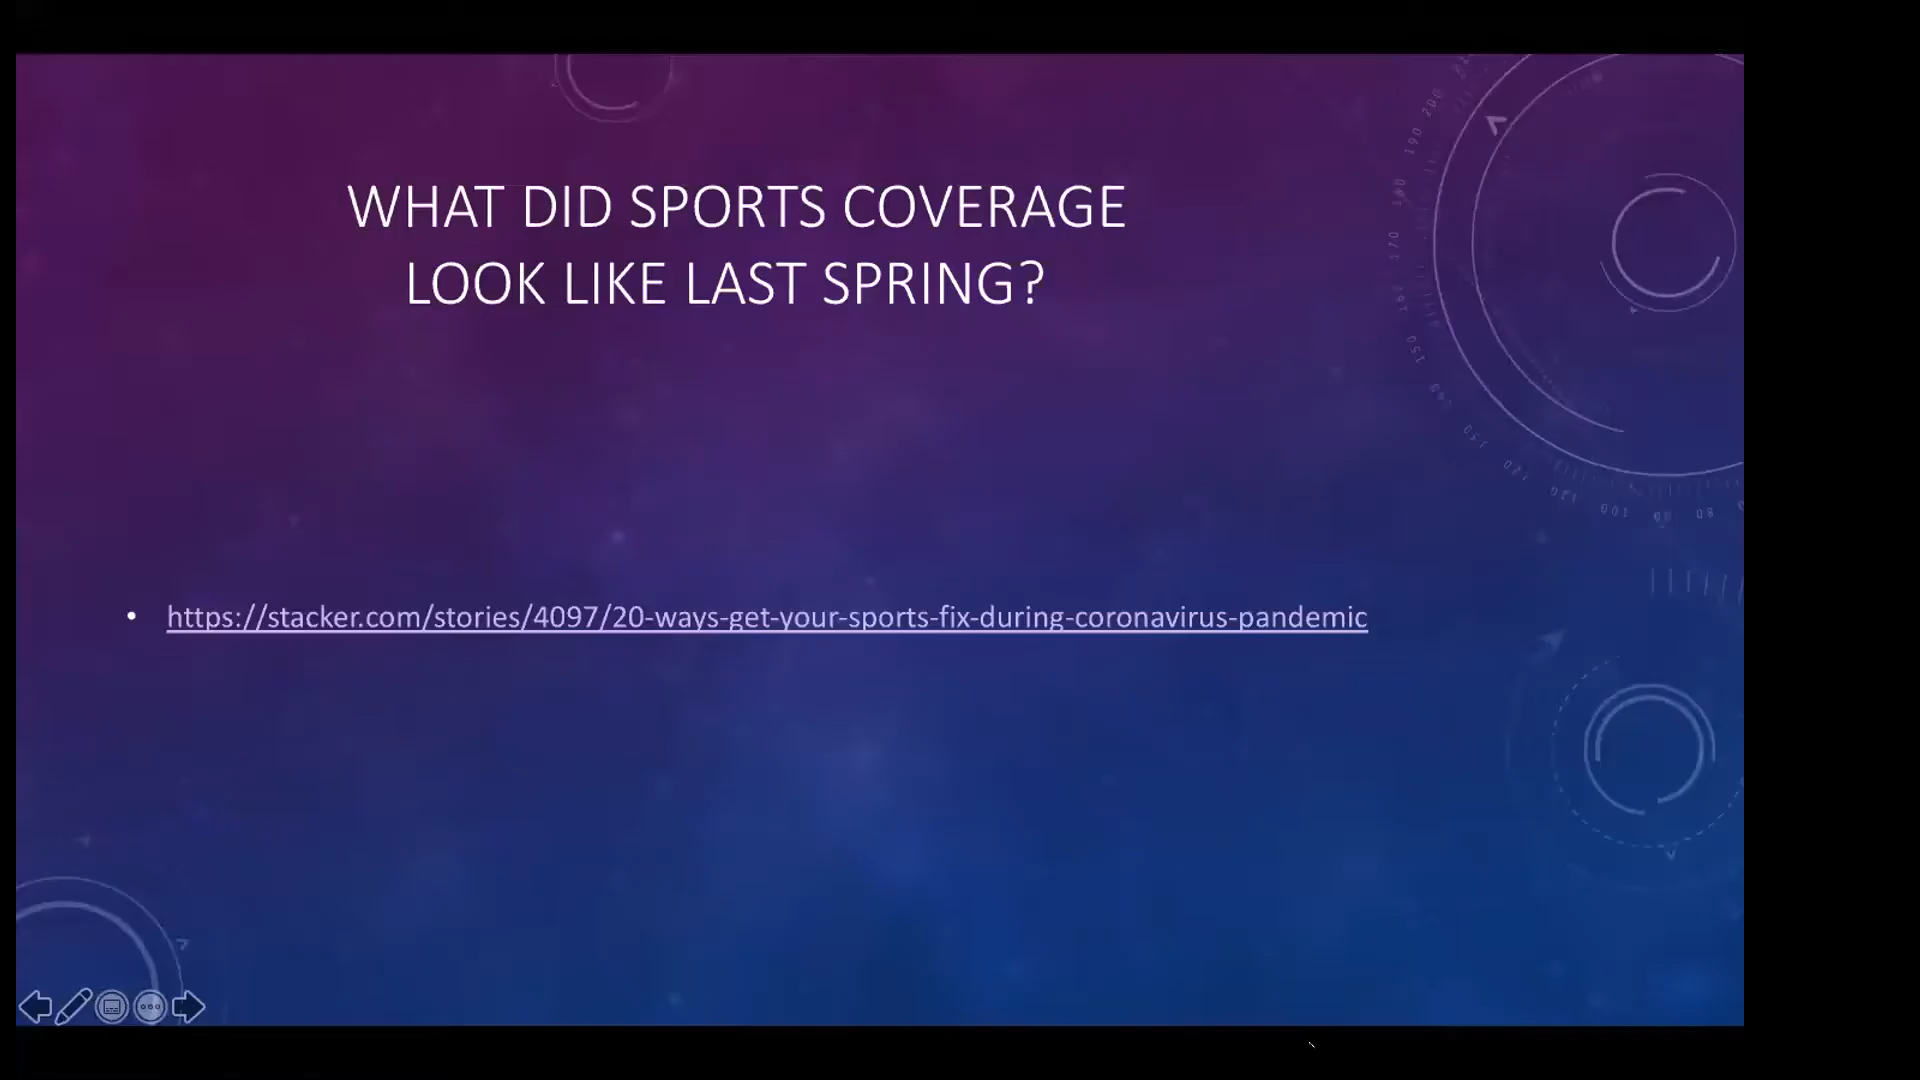 WHAT DID SPORTS COVERAGE
LOOK LIKE LAST SPRING?
• https://stacker.com/stories/4097/20-ways-get-your-sports-fix-during-coronavirus-pandemic